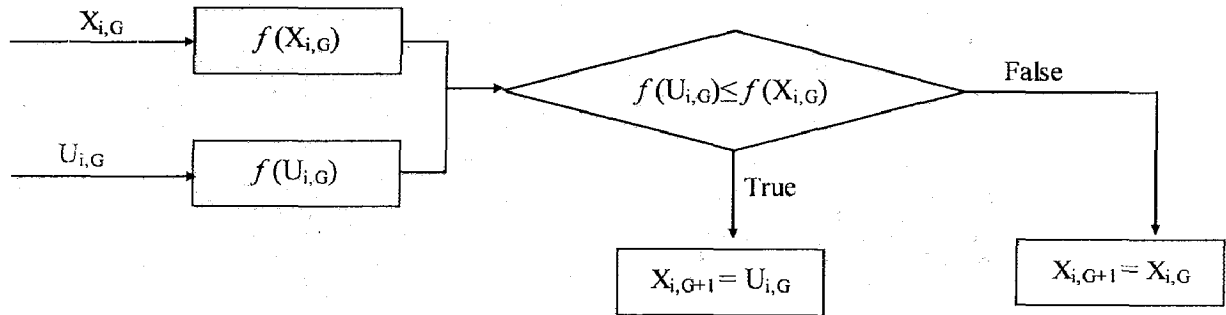 X_{i,G}
f(X_{i,G})
f(U_{i,G}) ≤ f(X_{i,G})
False
U_{i,G}
f(U_{i,G})
True
X_{i,G+1} = U_{i,G}
X_{i,G+1} = X_{i,G}